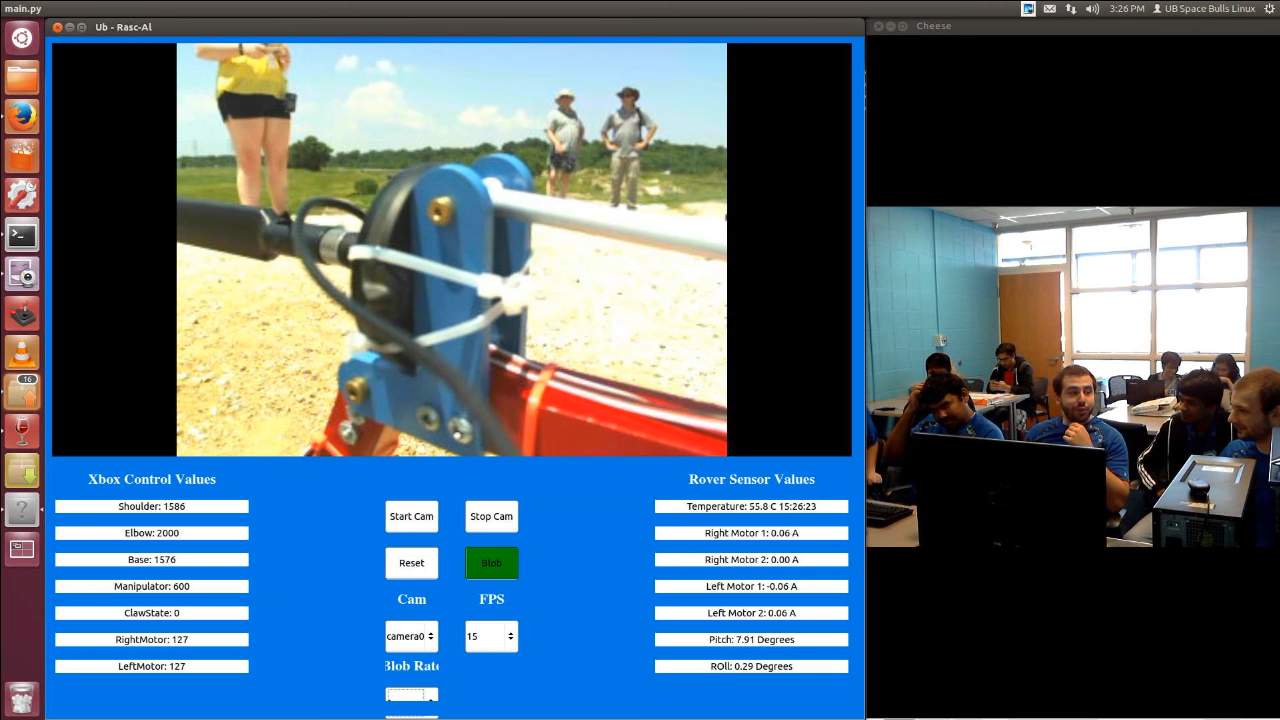 main.py
3:26 PM
UB Space Bulls Linux
Ub - Rasc-Al
Cheese
16
Xbox Control Values
Shoulder: 1586
Elbow: 2000
Base: 1576
Manipulator: 600
ClawState: 0
RightMotor: 127
LeftMotor: 127
Start Cam
Stop Cam
Reset
Blob
Cam
FPS
camera0
15
Blob Rate
Rover Sensor Values
Temperature: 55.8 C 15:26:23
Right Motor 1: 0.06 A
Right Motor 2: 0.00 A
Left Motor 1: -0.06 A
Left Motor 2: 0.06 A
Pitch: 7.91 Degrees
ROll: 0.29 Degrees